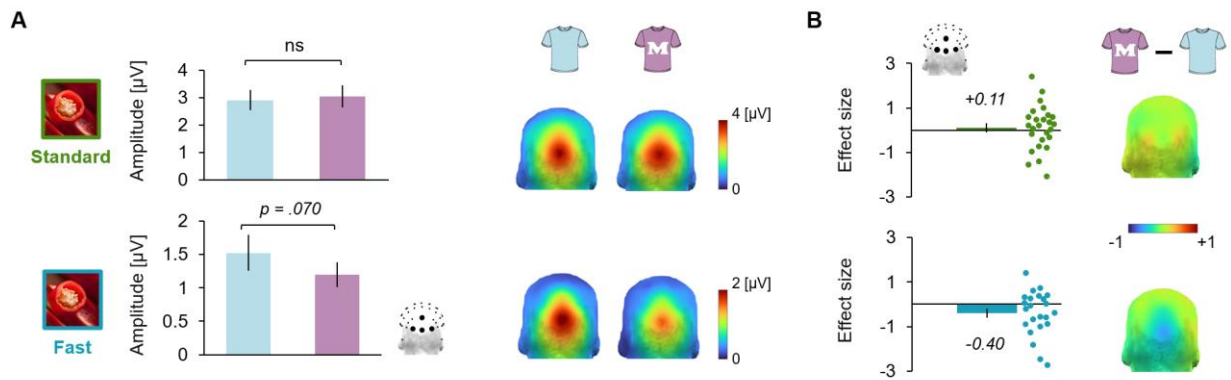 A
B
ns
Amplitude [µV]
4
3
2
1
0
Standard
M
4 [µV]
0
M
Effect size
3
1
-1
-3
+0.11
p = .070
Amplitude [µV]
2
1.5
1
0.5
0
Fast
2 [µV]
0
-1
+1
Effect size
3
1
-1
-3
-0.40